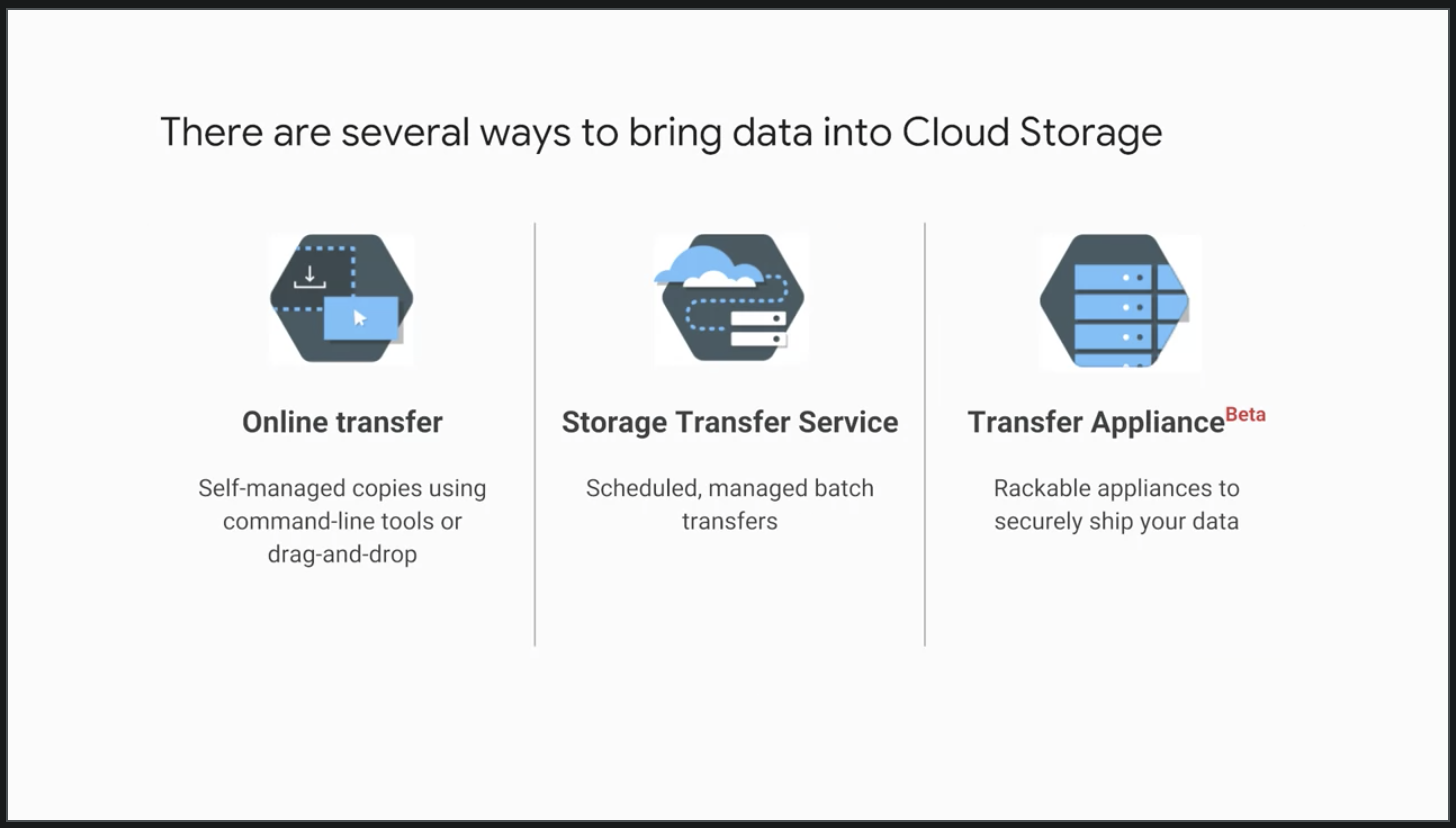 There are several ways to bring data into Cloud Storage
Online transfer
Self-managed copies using
command-line tools or
drag-and-drop
Storage Transfer Service
Scheduled, managed batch
transfers
Transfer Appliance Beta
Rackable appliances to
securely ship your data